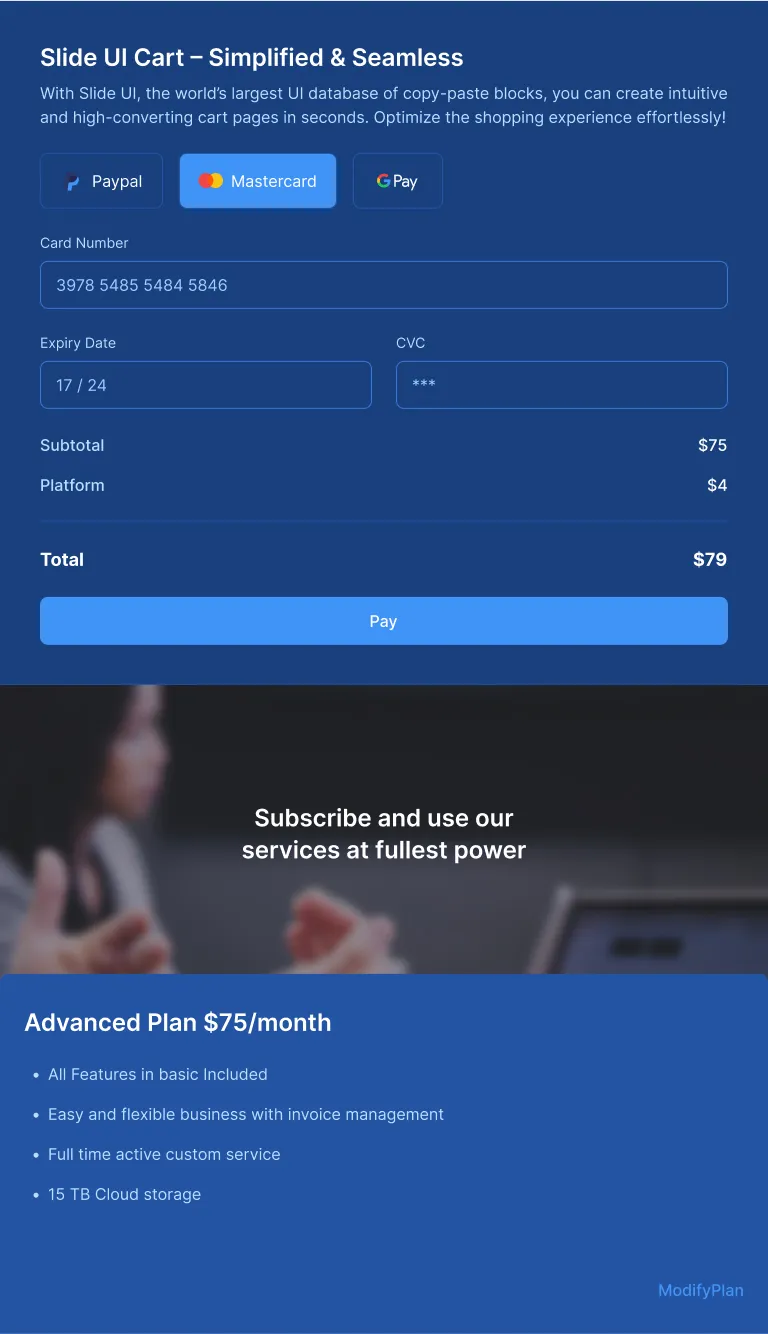 Slide UI Cart – Simplified & Seamless
With Slide UI, the world’s largest UI database of copy-paste blocks, you can create intuitive
and high-converting cart pages in seconds. Optimize the shopping experience effortlessly!
Paypal Mastercard G Pay
Card Number
3978 5485 5484 5846
Expiry Date CVC
17 / 24 ***
Subtotal $75
Platform $4
Total $79
Pay
Subscribe and use our
services at fullest power
Advanced Plan $75/month
• All Features in basic Included
• Easy and flexible business with invoice management
• Full time active custom service
• 15 TB Cloud storage
ModifyPlan